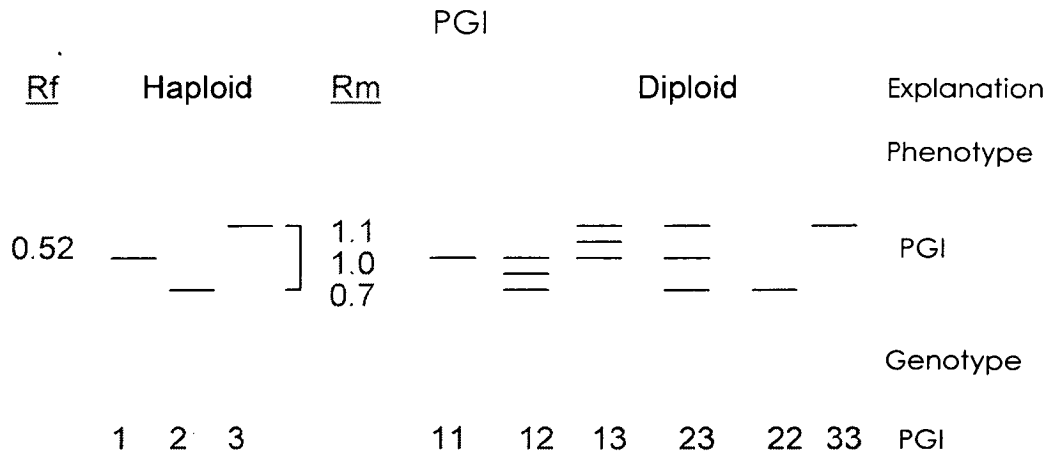 PGI
Rf Haploid Rm Diploid Explanation
Phenotype
1.1
0.52 1.0 PGI
0.7
Genotype
1 2 3 11 12 13 23 22 33 PGI